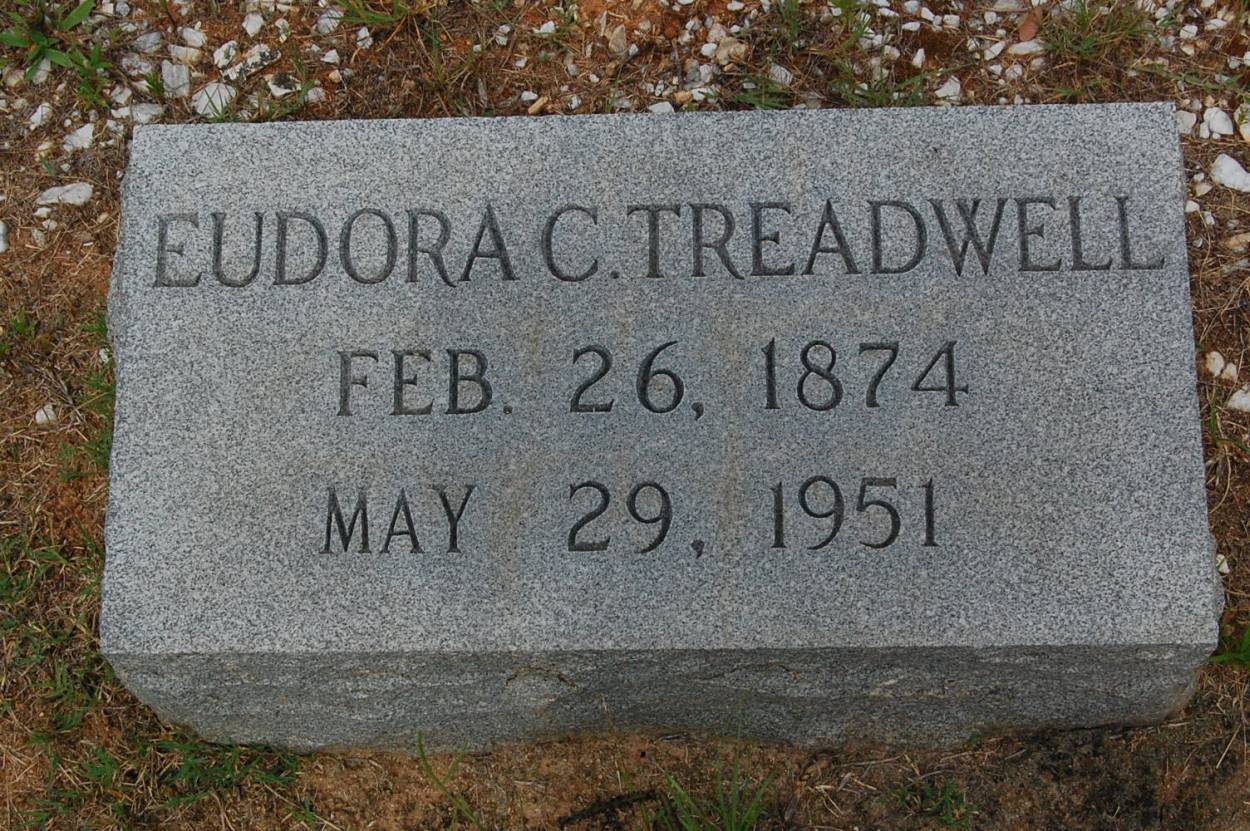 EUDORA C. TREADWELL
FEB. 26, 1874
MAY 29, 1951